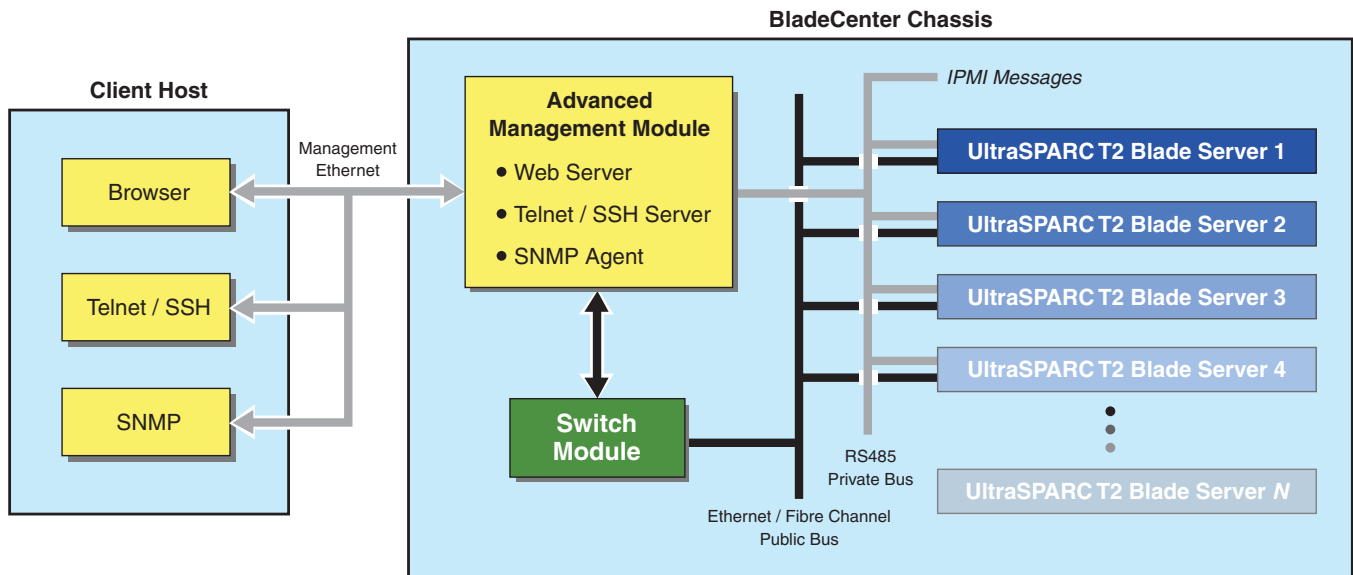 BladeCenter Chassis
Client Host
Browser
Telnet / SSH
SNMP
Management
Ethernet
Advanced
Management Module
• Web Server
• Telnet / SSH Server
• SNMP Agent
Switch
Module
IPMI Messages
UltraSPARC T2 Blade Server 1
UltraSPARC T2 Blade Server 2
UltraSPARC T2 Blade Server 3
UltraSPARC T2 Blade Server 4
UltraSPARC T2 Blade Server N
RS485
Private Bus
Ethernet / Fibre Channel
Public Bus